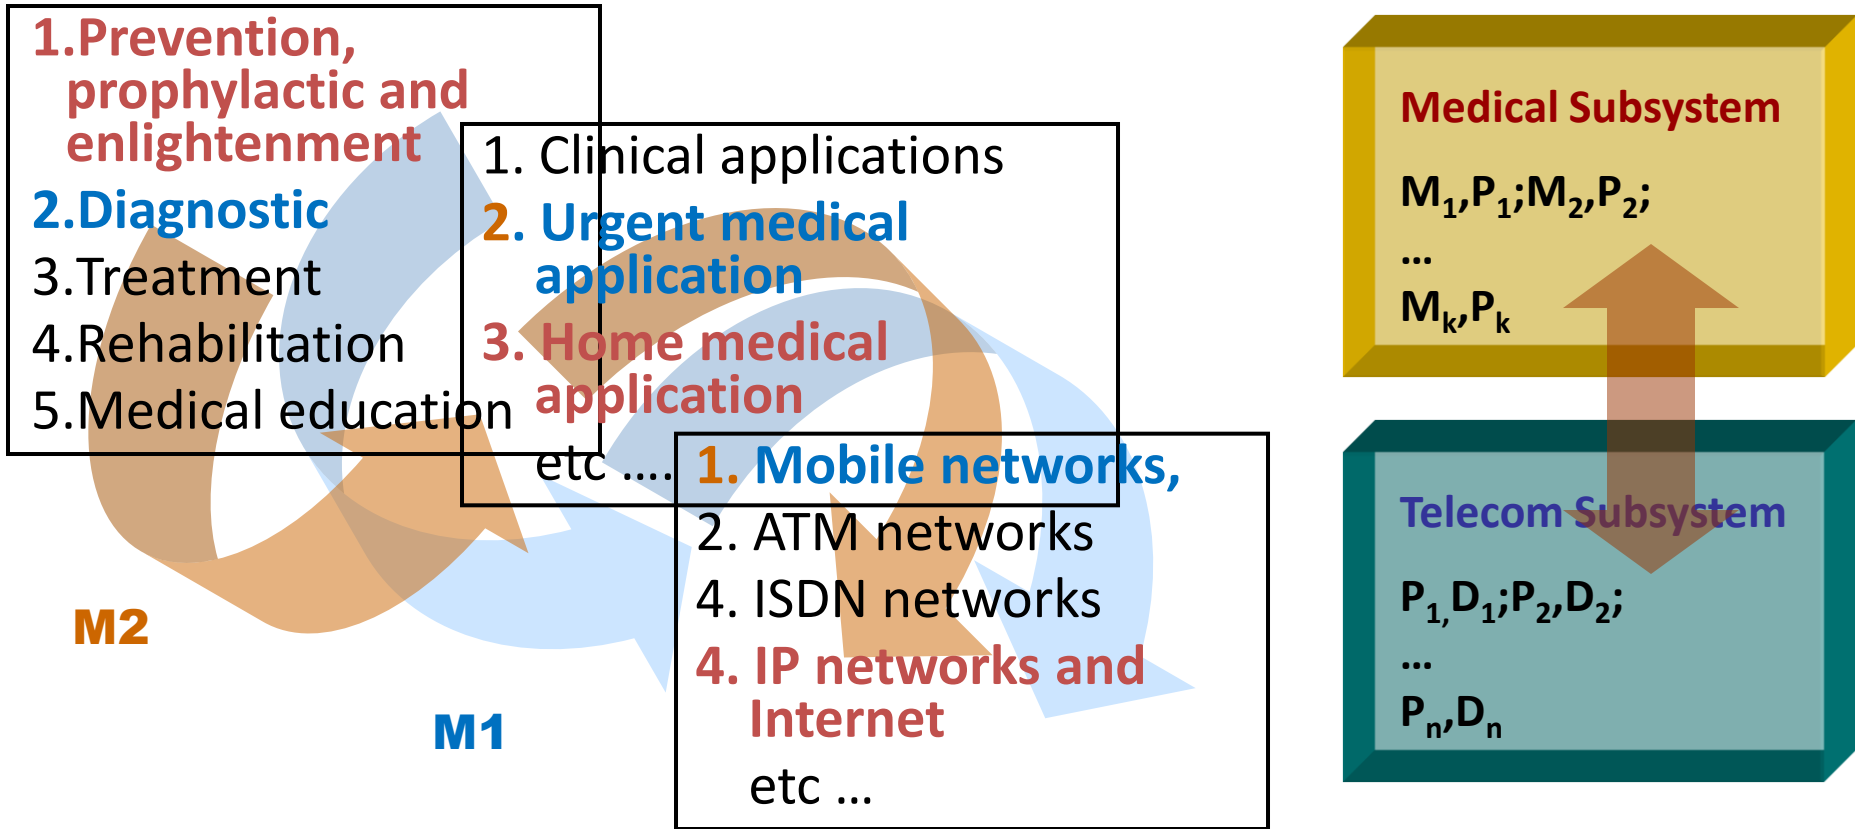 1.Prevention,
prophylactic and
enlightenment
2.Diagnostic
3.Treatment
4.Rehabilitation
5.Medical education
1. Clinical applications
2. Urgent medical
application
3. Home medical
application
etc ....
1. Mobile networks,
2. ATM networks
4. ISDN networks
4. IP networks and
Internet
etc ...
M2
M1
Medical Subsystem
M1,P1;M2,P2;
...
Mk,Pk
Telecom Subsystem
P1,D1;P2,D2;
...
Pn,Dn